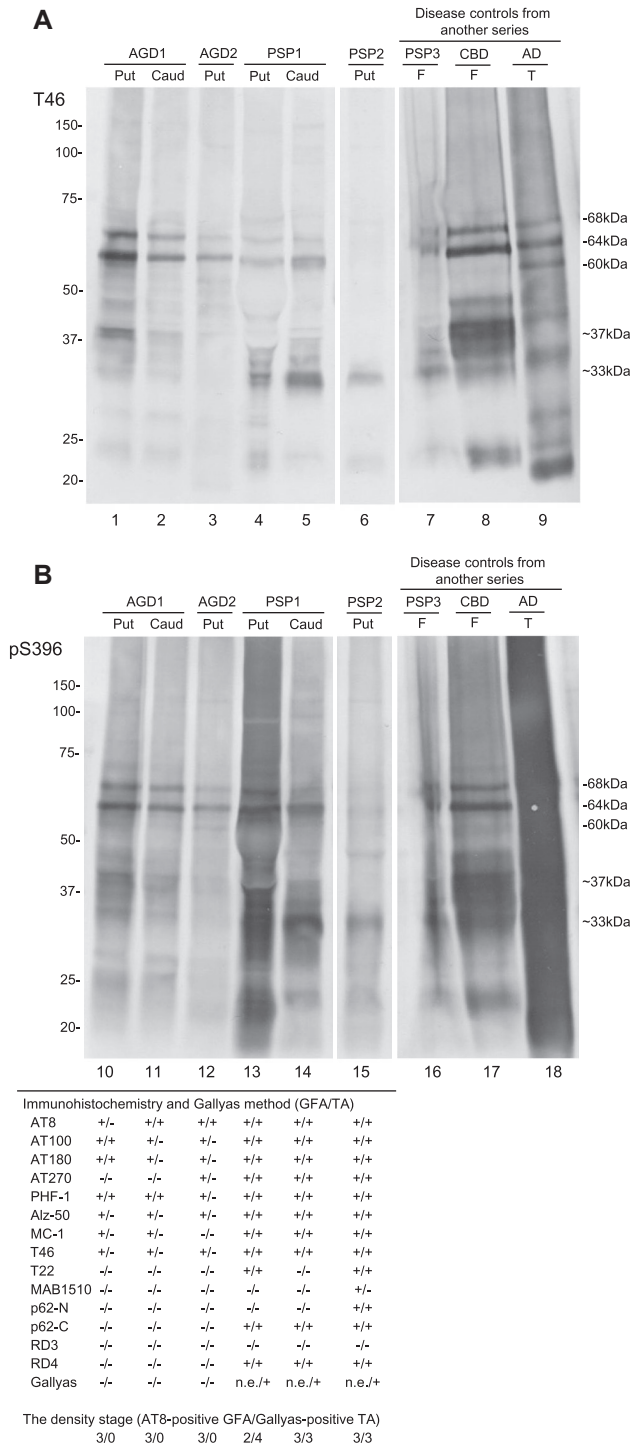 A
Disease controls from
another series
AGD1 AGD2 PSP1 PSP2 PSP3 CBD AD
Put Caud Put Put Caud Put F F T
T46
150-
100-
75-
50-
37-
25-
20-
-68kDa
-64kDa
-60kDa
~37kDa
~33kDa
1 2 3 4 5 6 7 8 9
B
Disease controls from
another series
AGD1 AGD2 PSP1 PSP2 PSP3 CBD AD
Put Caud Put Put Caud Put F F T
pS396
150-
100-
75-
50-
37-
25-
20-
-68kDa
-64kDa
-60kDa
~37kDa
~33kDa
10 11 12 13 14 15 16 17 18
Immunohistochemistry and Gallyas method (GFA/TA)
AT8 +/- +/+ +/+ +/+ +/+ +/+
AT100 +/+ +/- +/- +/+ +/+ +/+
AT180 +/+ +/- +/- +/+ +/+ +/+
AT270 -/- -/- +/- +/+ +/+ +/+
PHF-1 +/+ +/+ +/- +/+ +/+ +/+
Alz-50 +/- +/- +/- +/+ +/+ +/+
MC-1 +/- +/- -/- +/+ +/+ +/+
T46 +/- +/- +/- +/+ +/+ +/+
T22 -/- -/- -/- +/+ -/- +/+
MAB1510 -/- -/- -/- -/- -/- +/-
p62-N -/- -/- -/- -/- -/- +/+
p62-C -/- -/- -/- +/+ +/+ +/+
RD3 -/- -/- -/- -/- -/- -/-
RD4 -/- -/- -/- +/+ +/+ +/+
Gallyas -/- -/- -/- n.e./+ n.e./+ n.e./+
The density stage (AT8-positive GFA/Gallyas-positive TA)
3/0 3/0 3/0 2/4 3/3 3/3